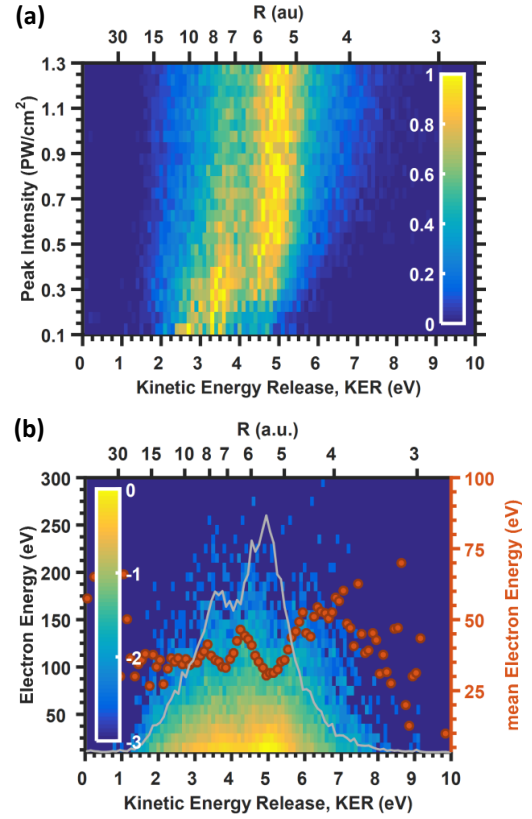 (a)
R (au)
30 15 10 8 7 6 5 4 3
Peak Intensity (PW/cm²)
1.3
1.1
0.9
0.7
0.5
0.3
0.1
1
0.8
0.6
0.4
0.2
0
0 1 2 3 4 5 6 7 8 9 10
Kinetic Energy Release, KER (eV)
(b)
R (a.u.)
30 15 10 8 7 6 5 4 3
Electron Energy (eV)
300
250
200
150
100
50
0
-1
-2
-3
100
75
50
25
mean Electron Energy (eV)
0 1 2 3 4 5 6 7 8 9 10
Kinetic Energy Release, KER (eV)